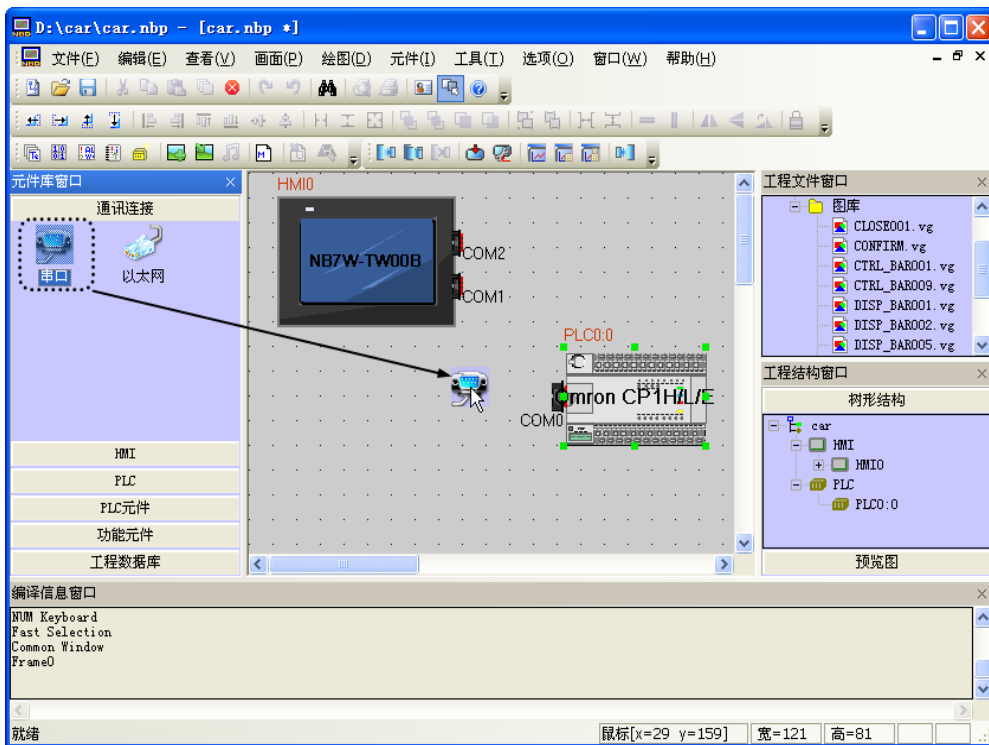 D:\car\car.nbp - [car.nbp *]
文件(F) 编辑(E) 查看(V) 画面(P) 绘图(D) 元件(I) 工具(T) 选项(O) 窗口(W) 帮助(H)
元件库窗口
通讯连接
串口
以太网
HMI
PLC
PLC元件
功能元件
工程数据库
HMI0
NB7W-TW00B
COM2
COM1
PLC0:0
Omron CP1H/L/E
COM0
工程文件窗口
图库
CLOSE001.vg
CONFIRM.vg
CTRL_BAR001.vg
CTRL_BAR009.vg
DISP_BAR001.vg
DISP_BAR002.vg
DISP_BAR005.vg
工程结构窗口
树形结构
car
HMI
HMI0
PLC
PLC0:0
预览图
编译信息窗口
NUM Keyboard
Fast Selection
Common Window
Frame0
就绪
鼠标[x=29 y=159] 宽=121 高=81